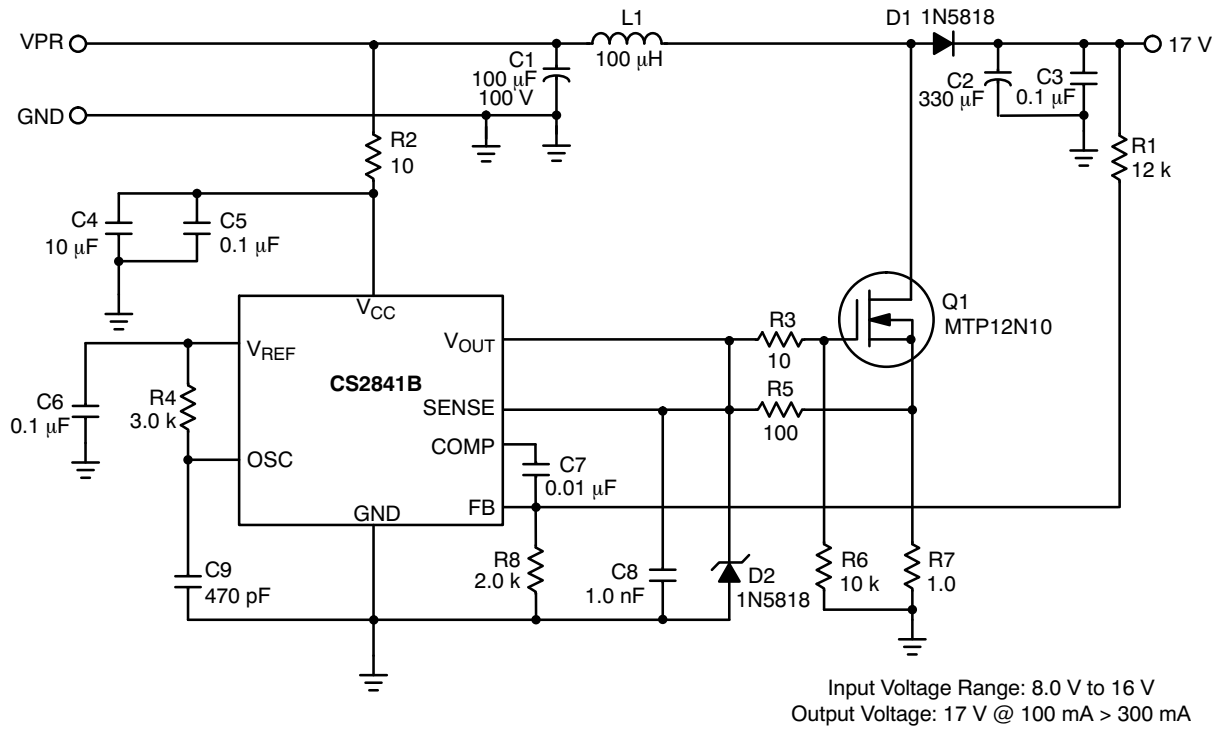 VPR
GND
L1
100 μH
D1 1N5818
17 V
C1
100 μF
100 V
C2
330 μF
C3
0.1 μF
R1
12 k
R2
10
C4
10 μF
C5
0.1 μF
VCC
VREF
CS2841B
VOUT
SENSE
COMP
OSC
FB
GND
R3
10
R5
100
Q1
MTP12N10
C6
0.1 μF
R4
3.0 k
C7
0.01 μF
C9
470 pF
R8
2.0 k
C8
1.0 nF
D2
1N5818
R6
10 k
R7
1.0
Input Voltage Range: 8.0 V to 16 V
Output Voltage: 17 V @ 100 mA > 300 mA